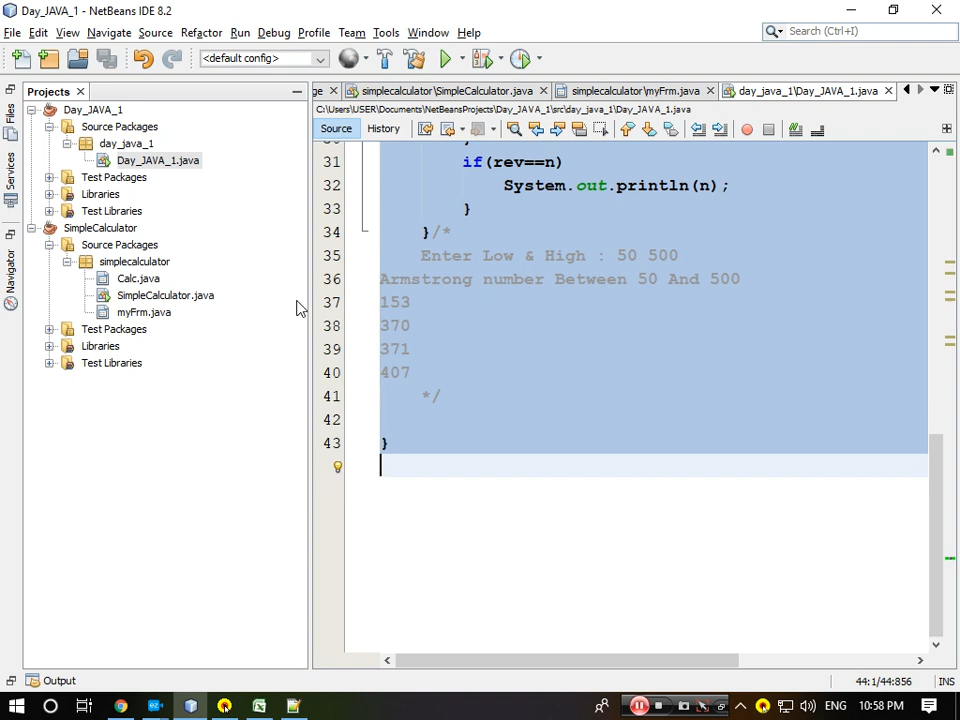 Day_JAVA_1 - NetBeans IDE 8.2
File Edit View Navigate Source Refactor Run Debug Profile Team Tools Window Help
Search (Ctrl+I)
<default config>
Projects
ge
simplecalculator\SimpleCalculator.java
simplecalculator\myFrm.java
day_java_1\Day_JAVA_1.java
C:\Users\USER\Documents\NetBeansProjects\Day_JAVA_1\src\day_java_1\Day_JAVA_1.java
Source History
Files
Services
Navigator
Day_JAVA_1
Source Packages
day_java_1
Day_JAVA_1.java
Test Packages
Libraries
Test Libraries
SimpleCalculator
Source Packages
simplecalculator
Calc.java
SimpleCalculator.java
myFrm.java
Test Packages
Libraries
Test Libraries
30 }
31 if(rev==n)
32 System.out.println(n);
33 }
34 }/*
35 Enter Low & High : 50 500
36 Armstrong number Between 50 And 500
37 153
38 370
39 371
40 407
41 */
42
43 }
Output
44:1/44:856 INS
ENG 10:58 PM